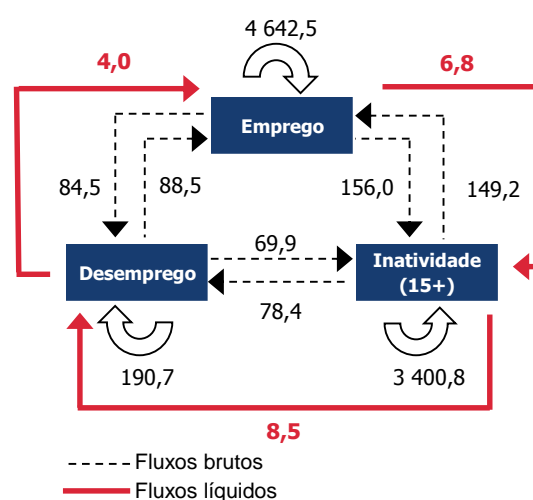 4 642,5
4,0
6,8
Emprego
84,5
88,5
156,0
149,2
69,9
Desemprego
Inatividade
(15+)
78,4
190,7
3 400,8
8,5
Fluxos brutos
Fluxos líquidos